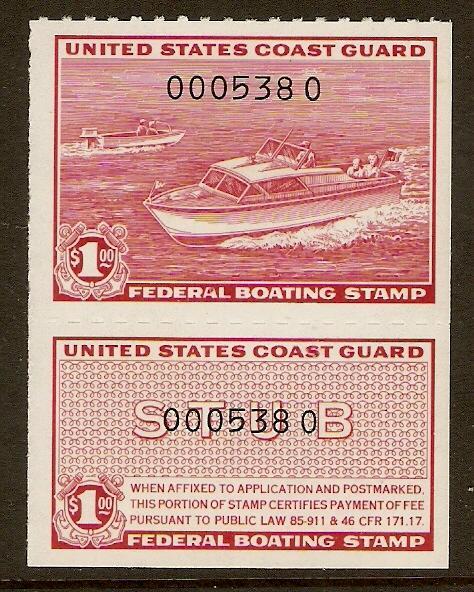 UNITED STATES COAST GUARD
0005380
$1.00
FEDERAL BOATING STAMP
UNITED STATES COAST GUARD
STUB
0005380
WHEN AFFIXED TO APPLICATION AND POSTMARKED,
THIS PORTION OF STAMP CERTIFIES PAYMENT OF FEE
PURSUANT TO PUBLIC LAW 85-911 & 46 CFR 171.17.
$1.00
FEDERAL BOATING STAMP